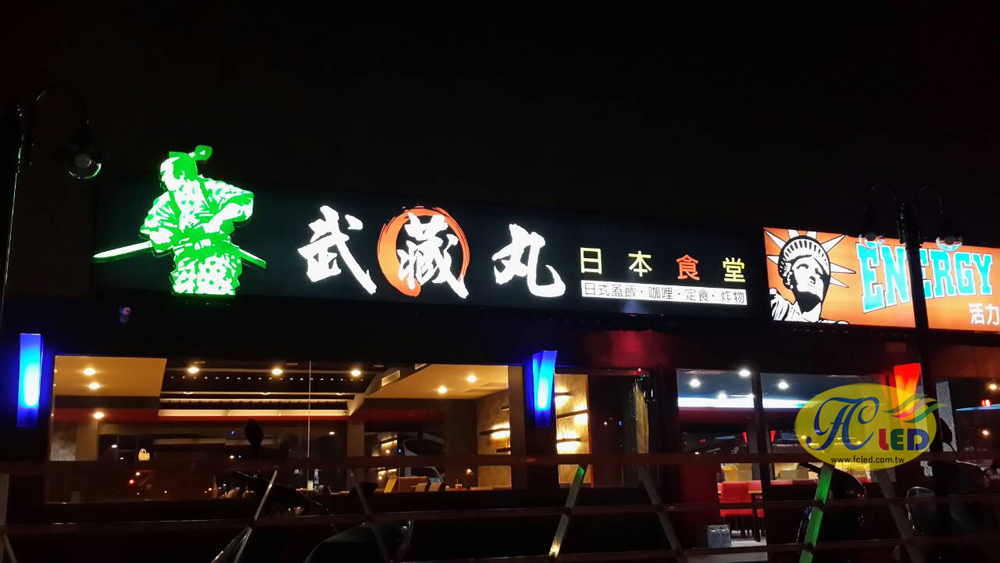 武藏丸
日本食堂
日式蓋飯・咖哩・定食・炸物
ENERGY
活力
FC LED
www.fcled.com.tw